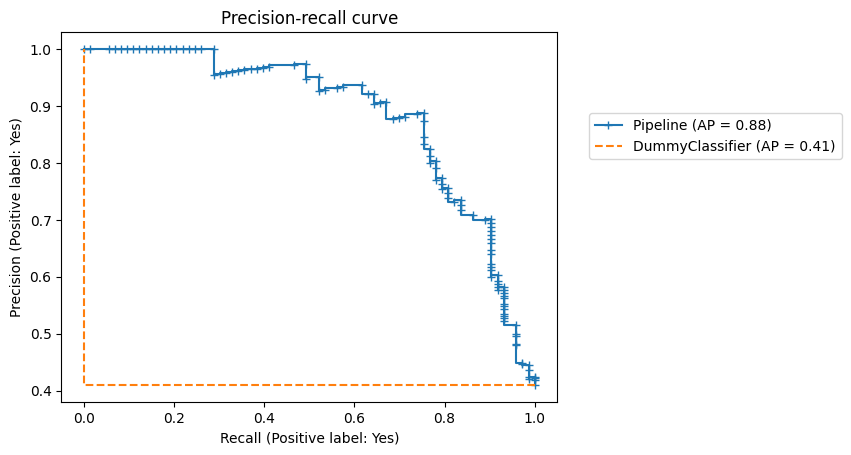 Precision-recall curve
1.0
0.9
0.8
0.7
0.6
0.5
0.4
Precision (Positive label: Yes)
0.0 0.2 0.4 0.6 0.8 1.0
Recall (Positive label: Yes)
Pipeline (AP = 0.88)
DummyClassifier (AP = 0.41)